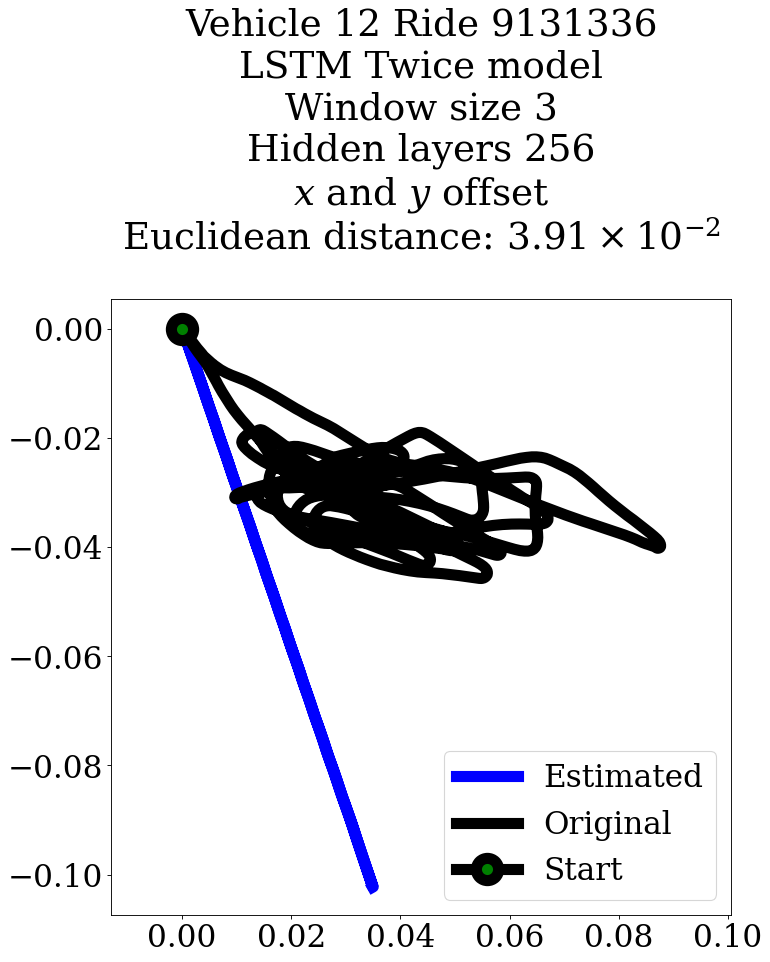 Vehicle 12 Ride 9131336
LSTM Twice model
Window size 3
Hidden layers 256
x and y offset
Euclidean distance: 3.91 × 10⁻²
0.00
−0.02
−0.04
−0.06
−0.08
−0.10
0.00 0.02 0.04 0.06 0.08 0.10
Estimated
Original
Start